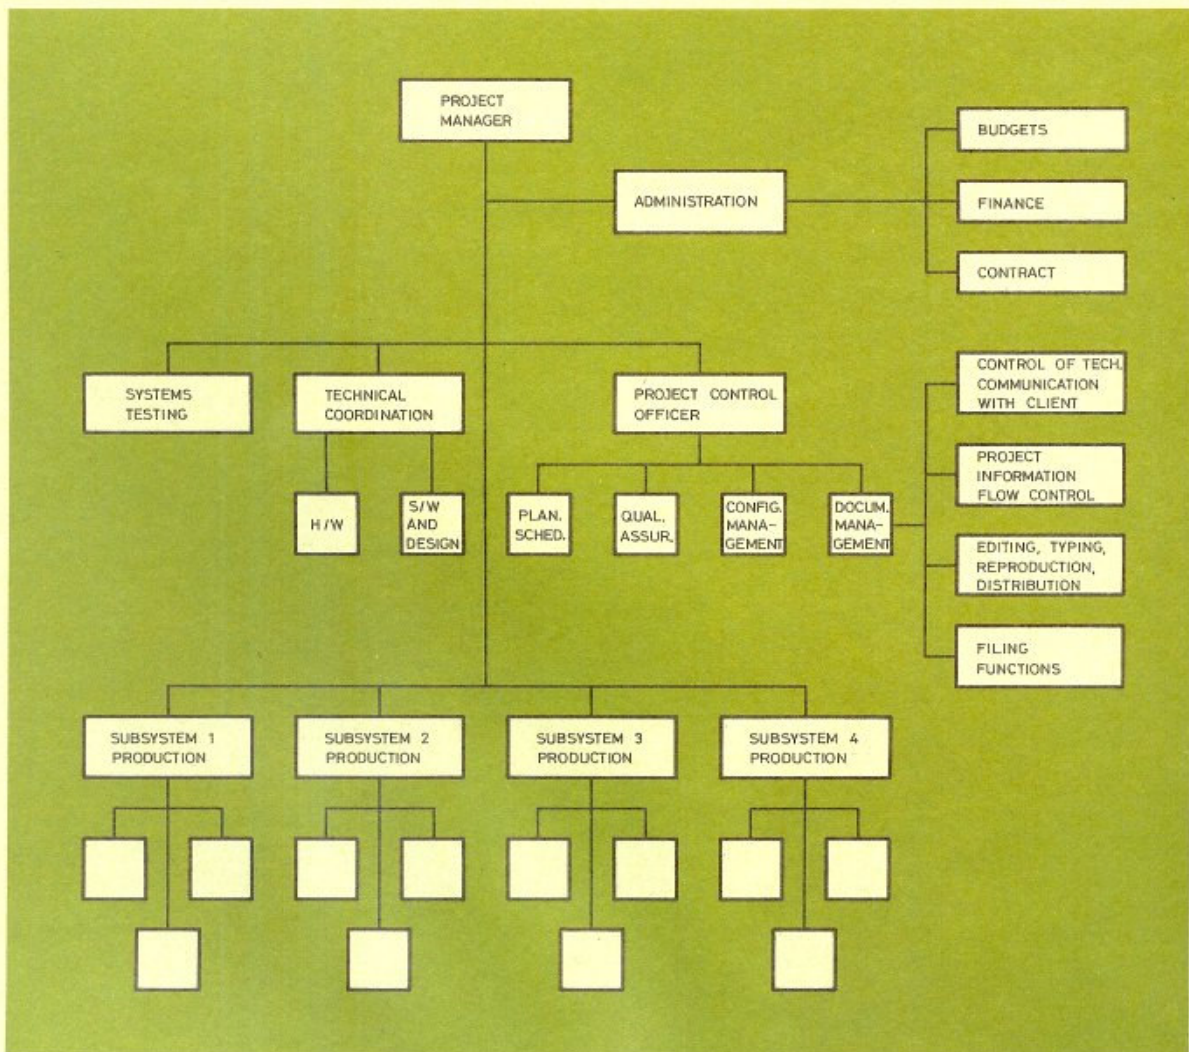 PROJECT
MANAGER
BUDGETS
ADMINISTRATION
FINANCE
CONTRACT
SYSTEMS
TESTING
TECHNICAL
COORDINATION
PROJECT CONTROL
OFFICER
CONTROL OF TECH.
COMMUNICATION
WITH CLIENT
H/W
S/W
AND
DESIGN
PLAN.
SCHED.
QUAL.
ASSUR.
CONFIG.
MANA-
GEMENT
DOCUM.
MANA-
GEMENT
PROJECT
INFORMATION
FLOW CONTROL
EDITING, TYPING,
REPRODUCTION,
DISTRIBUTION
FILING
FUNCTIONS
SUBSYSTEM 1
PRODUCTION
SUBSYSTEM 2
PRODUCTION
SUBSYSTEM 3
PRODUCTION
SUBSYSTEM 4
PRODUCTION